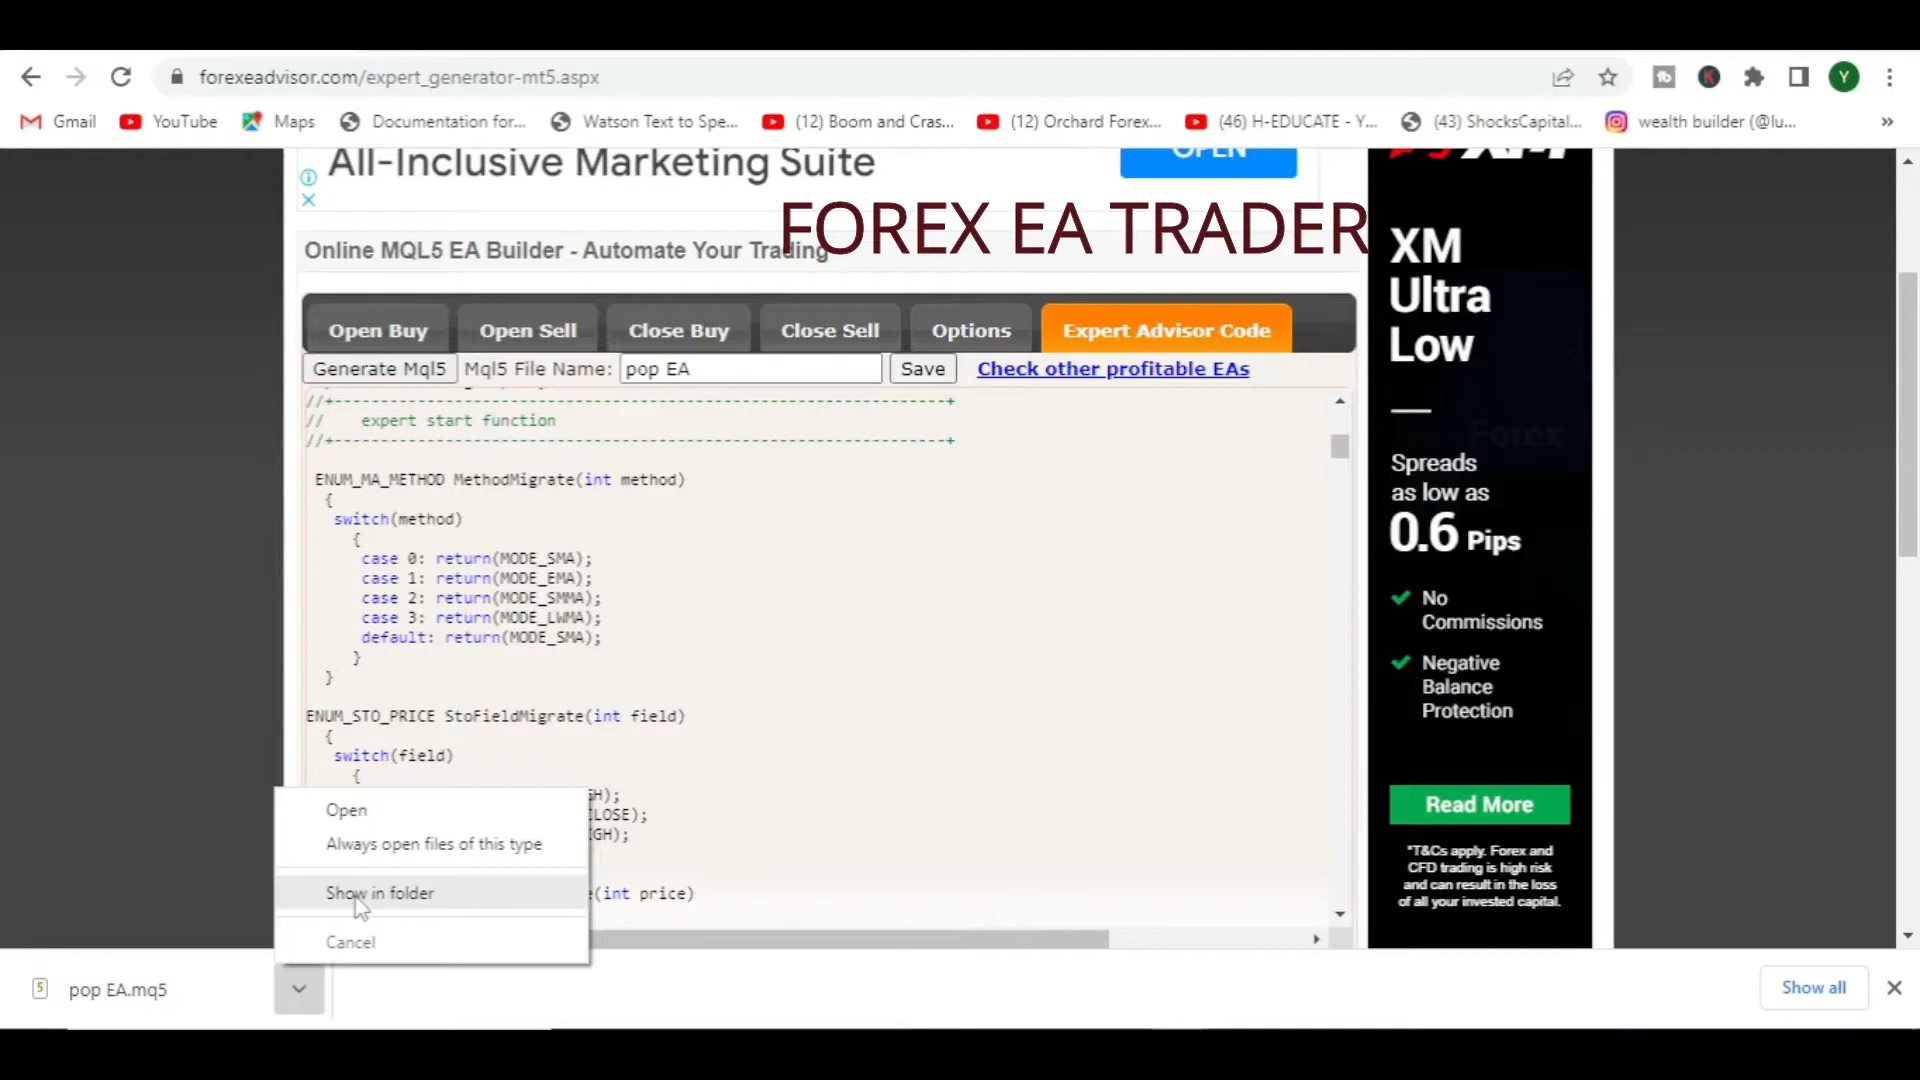 forexeadvisor.com/expert_generator-mt5.aspx
Y
Gmail
YouTube
Maps
Documentation for...
Watson Text to Spe...
(12) Boom and Cras...
(12) Orchard Forex...
(46) H-EDUCATE - Y...
(43) ShocksCapital...
wealth builder (@lu...
»
All-Inclusive Marketing Suite
OPEN
FOREX EA TRADER
Online MQL5 EA Builder - Automate Your Trading
Open Buy
Open Sell
Close Buy
Close Sell
Options
Expert Advisor Code
Generate Mql5
Mql5 File Name:
pop EA
Save
Check other profitable EAs
//+------------------------------------------------------------------+
// expert start function
//+------------------------------------------------------------------+
ENUM_MA_METHOD MethodMigrate(int method)
{
switch(method)
{
case 0: return(MODE_SMA);
case 1: return(MODE_EMA);
case 2: return(MODE_SMMA);
case 3: return(MODE_LWMA);
default: return(MODE_SMA);
}
}
ENUM_STO_PRICE StoFieldMigrate(int field)
{
switch(field)
{
GH);
CLOSE);
IGH);
e(int price)
Open
Always open files of this type
Show in folder
Cancel
XM
Ultra
Low
Forex
Spreads
as low as
0.6 Pips
No
Commissions
Negative
Balance
Protection
Read More
*T&Cs apply. Forex and
CFD trading is high risk
and can result in the loss
of all your invested capital.
5
pop EA.mq5
Show all